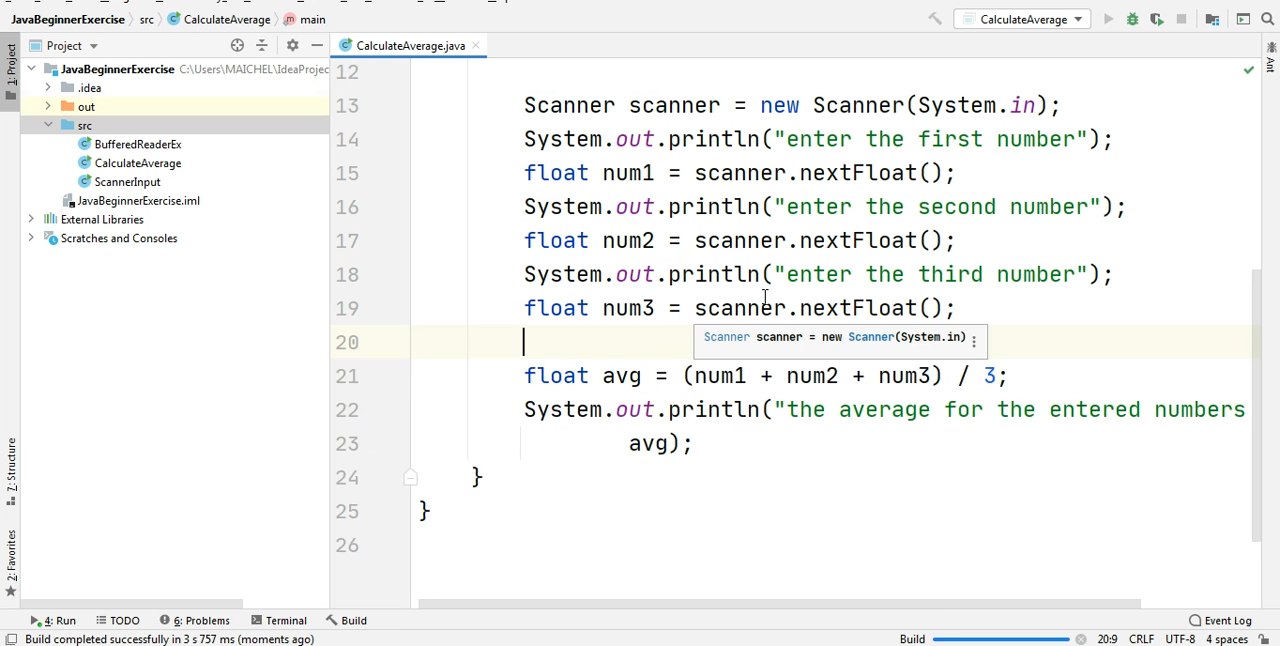 JavaBeginnerExercise src CalculateAverage main
CalculateAverage
1: Project
Project
CalculateAverage.java
Ant
JavaBeginnerExercise C:\Users\MAICHEL\IdeaProjec
.idea
out
src
BufferedReaderEx
CalculateAverage
ScannerInput
JavaBeginnerExercise.iml
External Libraries
Scratches and Consoles
12
13 Scanner scanner = new Scanner(System.in);
14 System.out.println("enter the first number");
15 float num1 = scanner.nextFloat();
16 System.out.println("enter the second number");
17 float num2 = scanner.nextFloat();
18 System.out.println("enter the third number");
19 float num3 = scanner.nextFloat();
20
Scanner scanner = new Scanner(System.in)
21 float avg = (num1 + num2 + num3) / 3;
22 System.out.println("the average for the entered numbers
23 avg);
24 }
25 }
26
7: Structure
2: Favorites
4: Run TODO 6: Problems Terminal Build Event Log
Build completed successfully in 3 s 757 ms (moments ago) Build 20:9 CRLF UTF-8 4 spaces